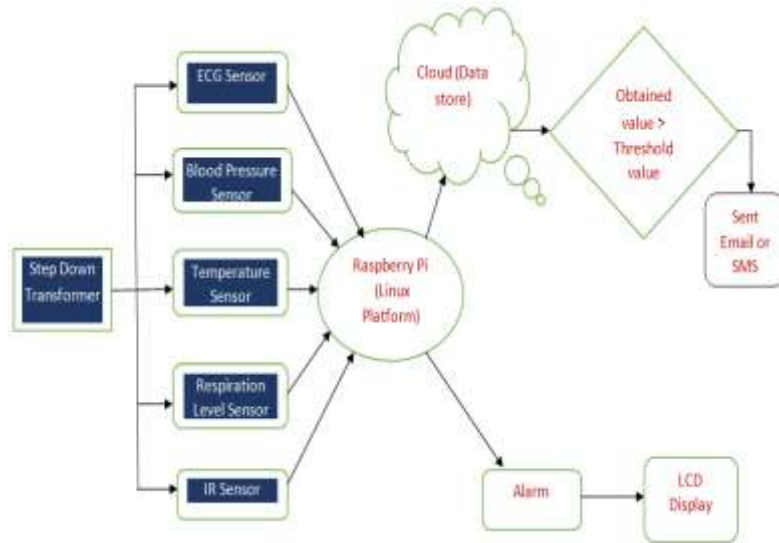 ECG Sensor
Blood Pressure
Sensor
Step Down
Transformer
Temperature
Sensor
Respiration
Level Sensor
IR Sensor
Raspberry Pi
(Linux
Platform)
Cloud (Data
store)
Obtained
value >
Threshold
value
Sent
Email or
SMS
Alarm
LCD
Display